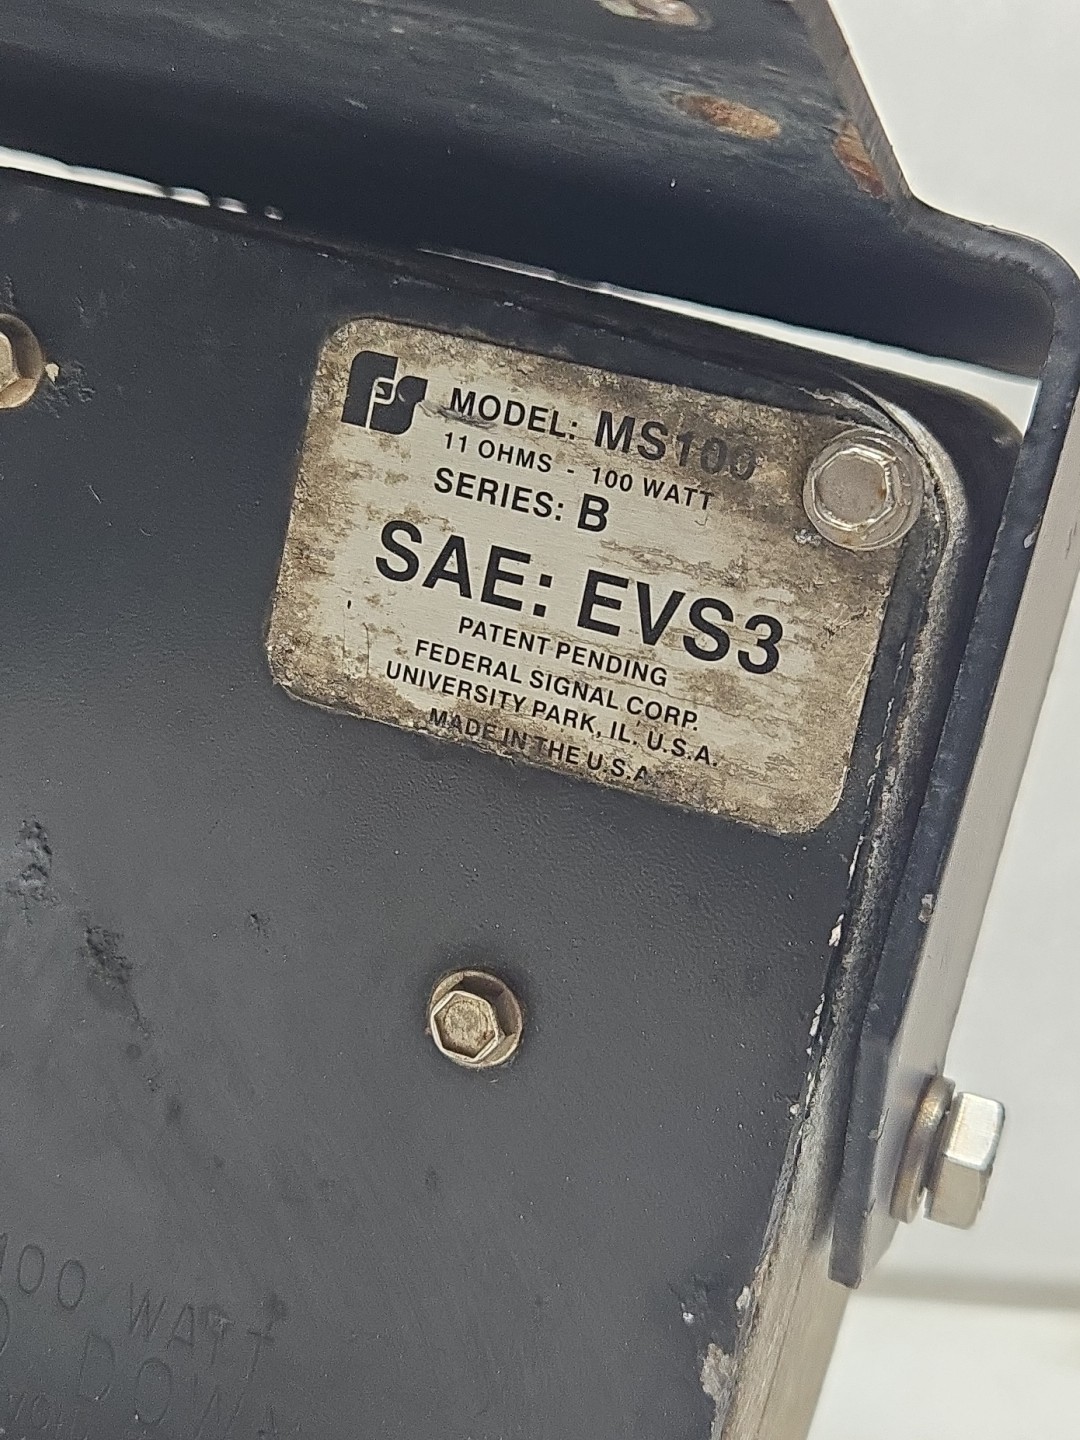 FS
MODEL: MS100
11 OHMS - 100 WATT
SERIES: B
SAE: EVS3
PATENT PENDING
FEDERAL SIGNAL CORP.
UNIVERSITY PARK, IL. U.S.A.
MADE IN THE U.S.A.
100 WATT